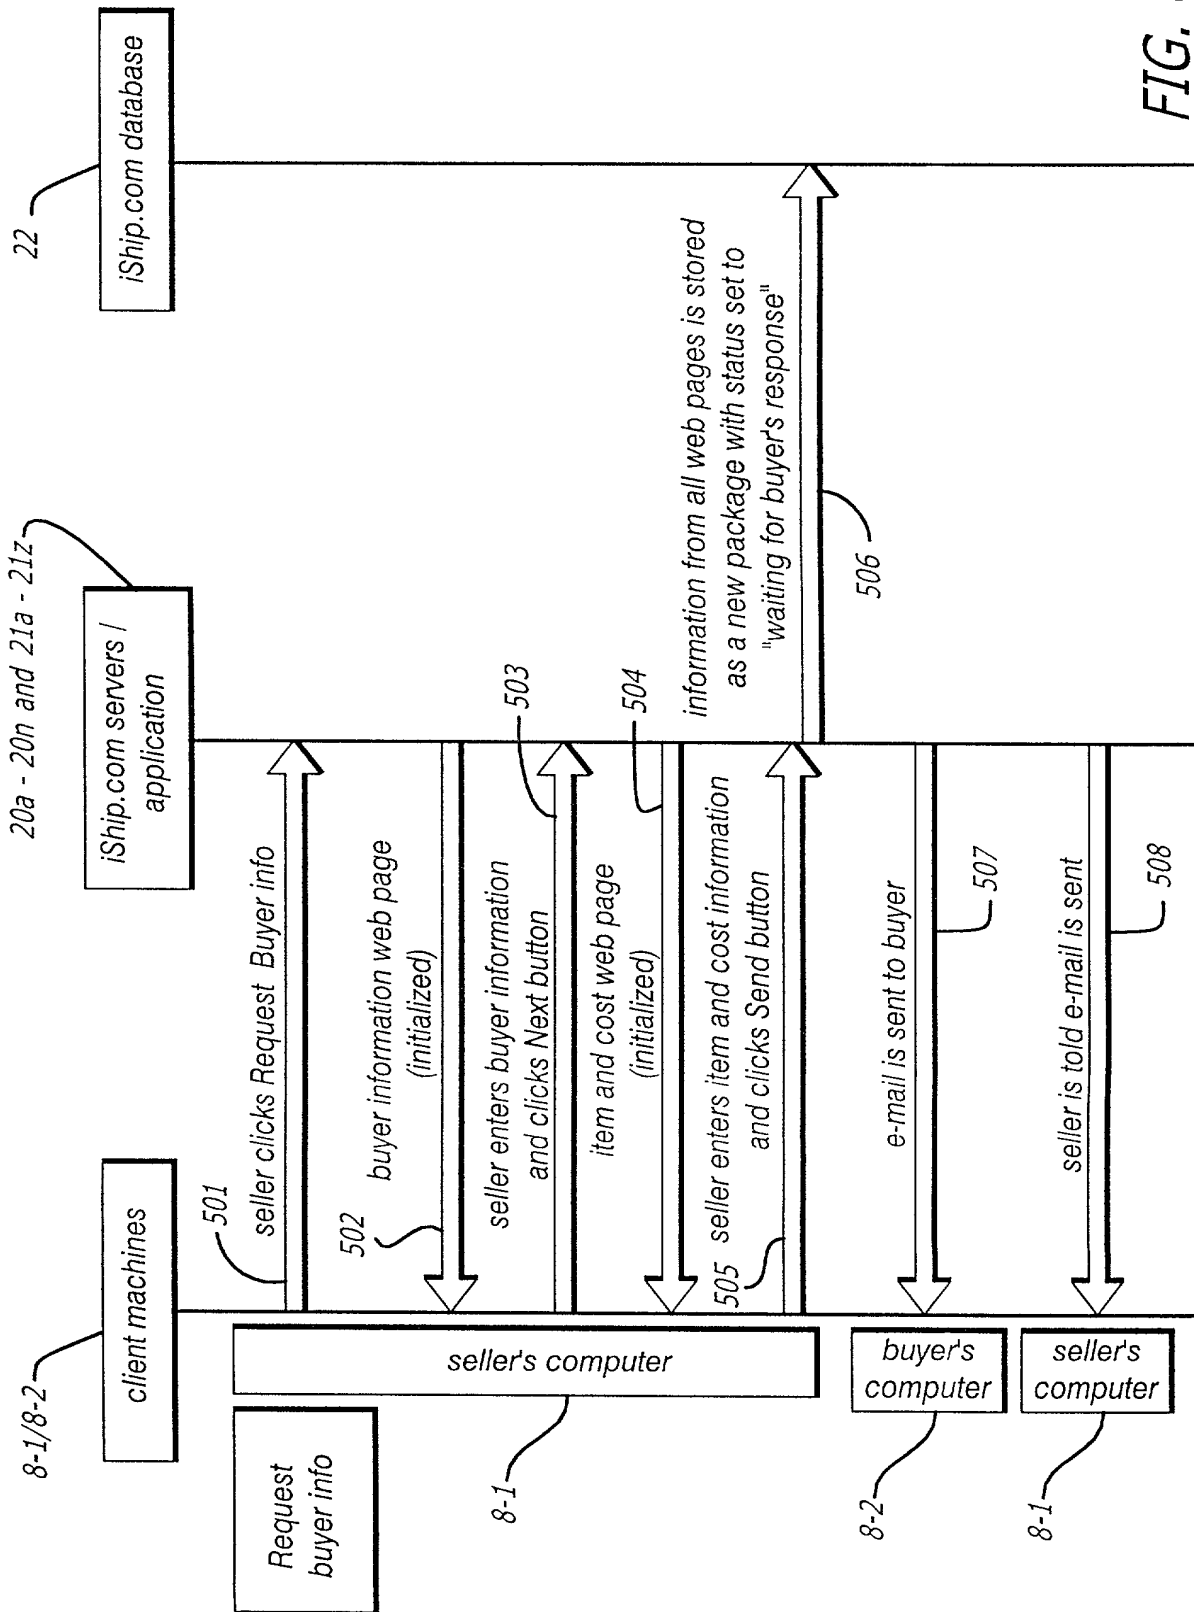 8-1/8-2
client machines
20a - 20n and 21a - 21z
iShip.com servers /
application
22
iShip.com database
Request
buyer info
seller's computer
8-1
501
seller clicks Request Buyer info
502
buyer information web page
(initialized)
seller enters buyer information
and clicks Next button
503
item and cost web page
(initialized)
504
505
seller enters item and cost information
and clicks Send button
information from all web pages is stored
as a new package with status set to
"waiting for buyer's response"
506
buyer's
computer
8-2
e-mail is sent to buyer
507
seller's
computer
8-1
seller is told e-mail is sent
508
FIG.